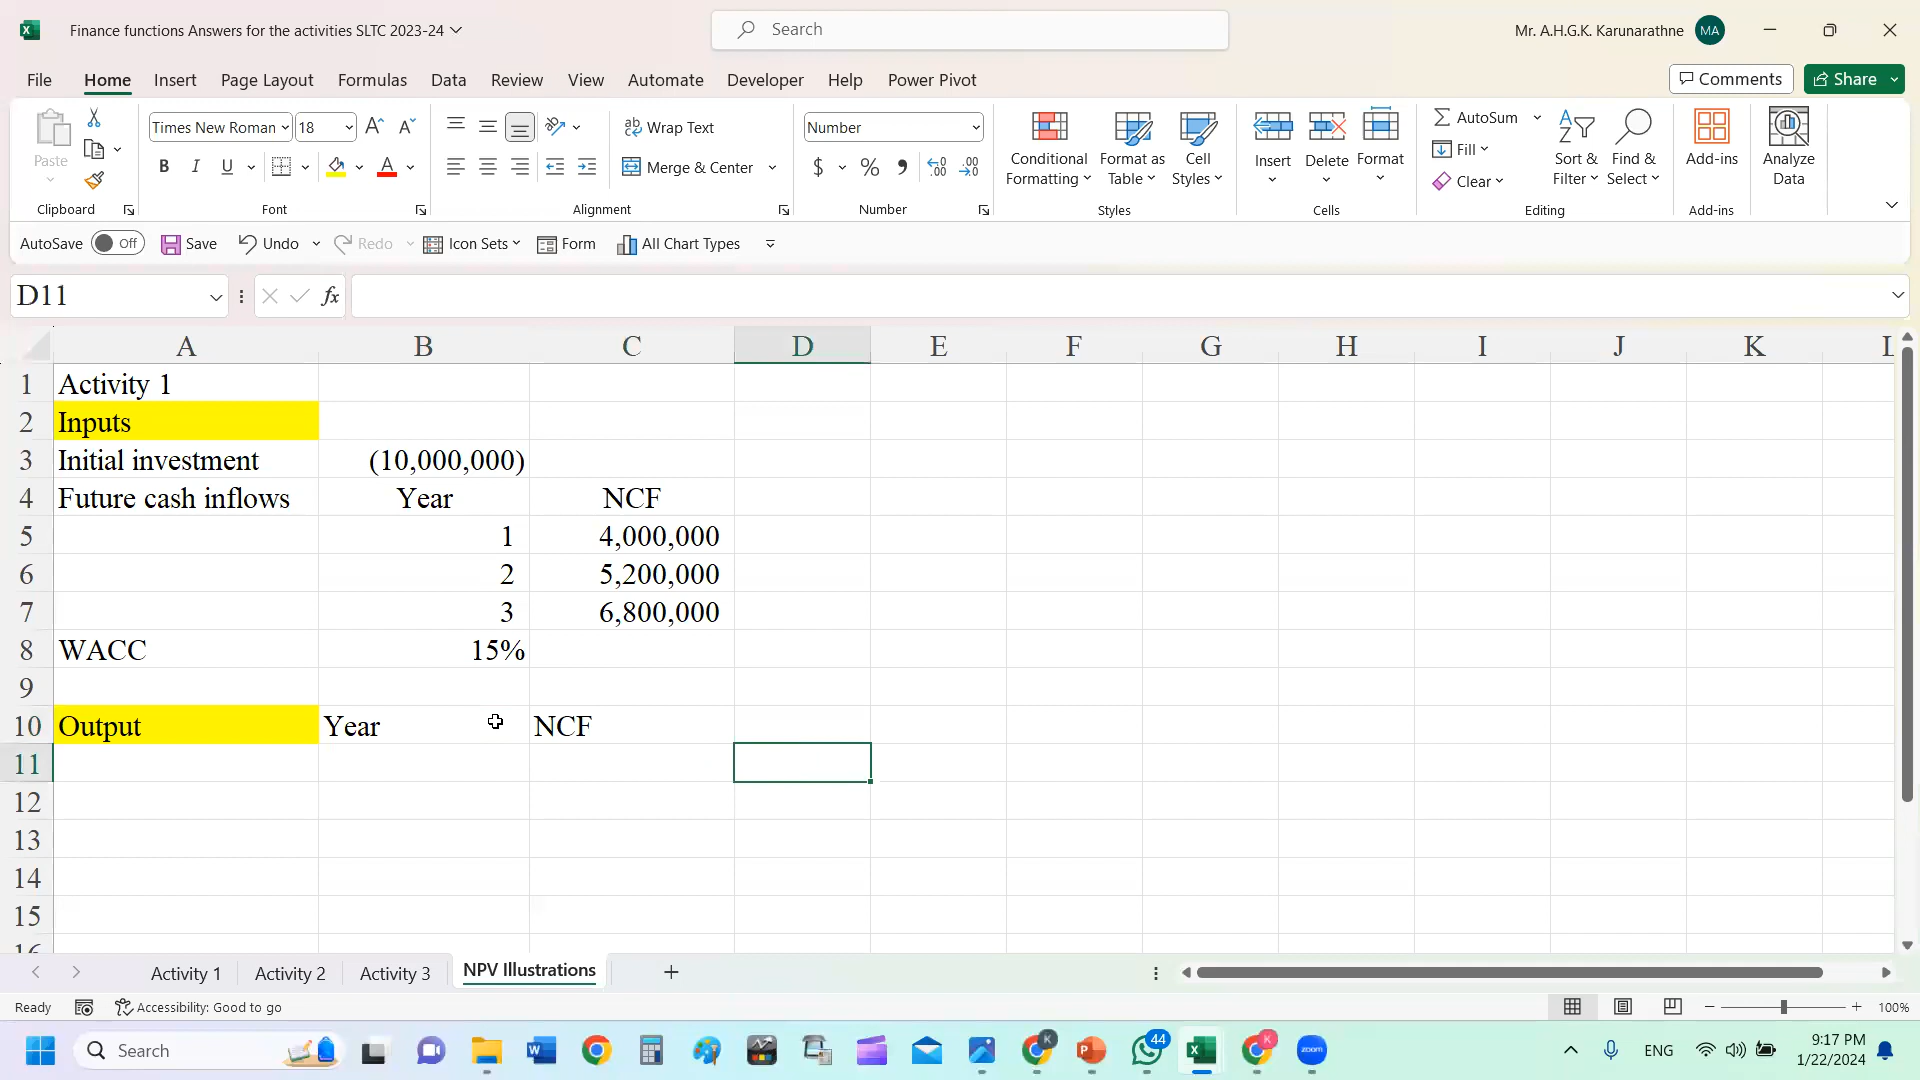 Finance functions Answers for the activities SLTC 2023-24
Search
Mr. A.H.G.K. Karunarathne MA
File Home Insert Page Layout Formulas Data Review View Automate Developer Help Power Pivot
Comments Share
Paste
Clipboard
Times New Roman 18
B I U
Font
Wrap Text
Merge & Center
Alignment
Number
$ % ,
Number
Conditional Formatting
Format as Table
Cell Styles
Styles
Insert Delete Format
Cells
AutoSum
Fill
Clear
Sort & Filter
Find & Select
Editing
Add-ins
Add-ins
Analyze Data
AutoSave Off Save Undo Redo Icon Sets Form All Chart Types
D11 fx
A B C D E F G H I J K L
1 Activity 1
2 Inputs
3 Initial investment (10,000,000)
4 Future cash inflows Year NCF
5 1 4,000,000
6 2 5,200,000
7 3 6,800,000
8 WACC 15%
9
10 Output Year NCF
11
12
13
14
15
16
Activity 1 Activity 2 Activity 3 NPV Illustrations +
Ready Accessibility: Good to go 100%
Search
44
ENG
9:17 PM
1/22/2024